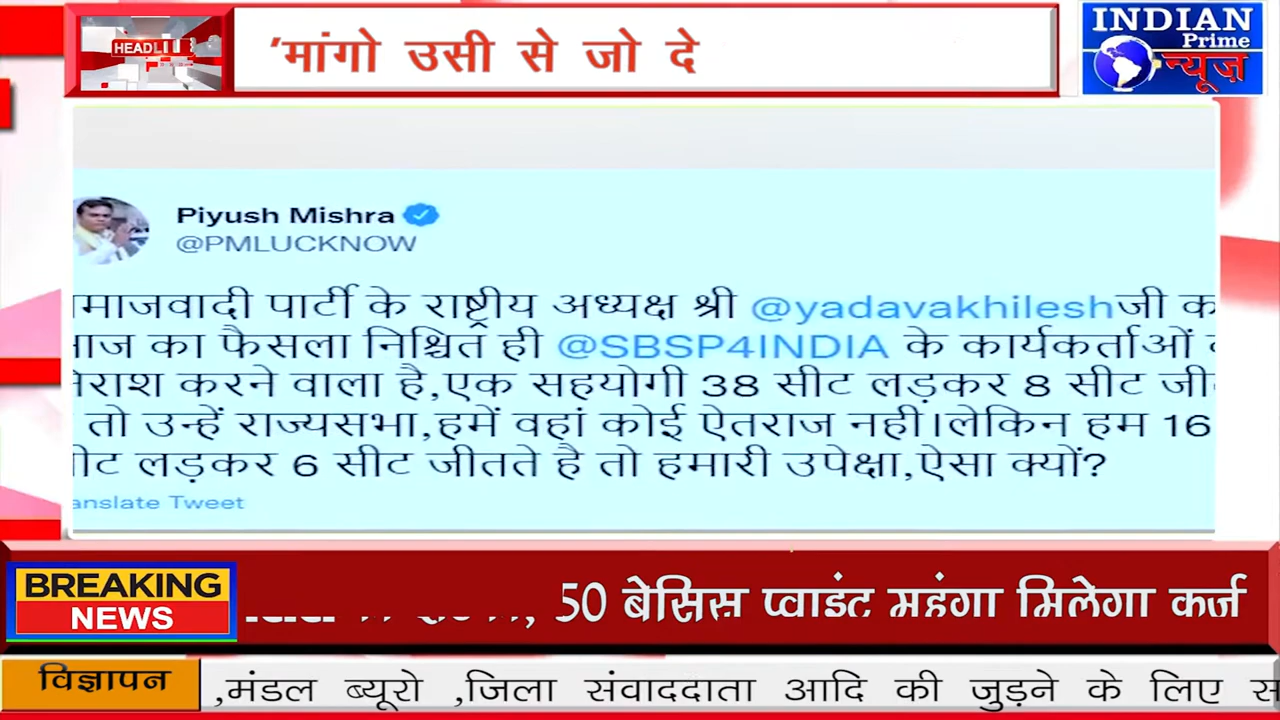 HEADLI
'मांगो उसी से जो दे
INDIAN
Prime
न्यूज़
Piyush Mishra
@PMLUCKNOW
पार्टी के राष्ट्रीय अध्यक्ष श्री @yadavakhileshजी
का फैसला निश्चित ही @SBSP4INDIA के कार्यकर्ताओं
करने वाला है,एक सहयोगी 38 सीट लड़कर 8 सीट
तो उन्हें राज्यसभा,हमें वहां कोई ऐतराज नहीं।लेकिन हम 16
लड़कर 6 सीट जीतते है तो हमारी उपेक्षा,ऐसा क्यों?
Tweet
BREAKING
NEWS
, 50 बेसिस प्वाइंट महंगा मिलेगा कर्ज
विज्ञापन
,मंडल ब्यूरो ,जिला संवाददाता आदि की जुड़ने के लिए